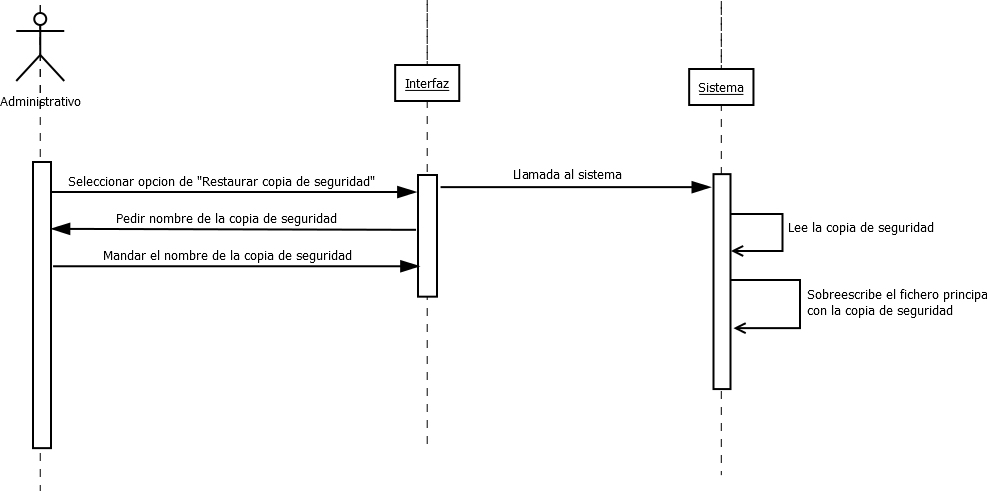 Administrativo
Interfaz
Sistema
Seleccionar opcion de "Restaurar copia de seguridad"
Llamada al sistema
Pedir nombre de la copia de seguridad
Lee la copia de seguridad
Mandar el nombre de la copia de seguridad
Sobreescribe el fichero principa
con la copia de seguridad